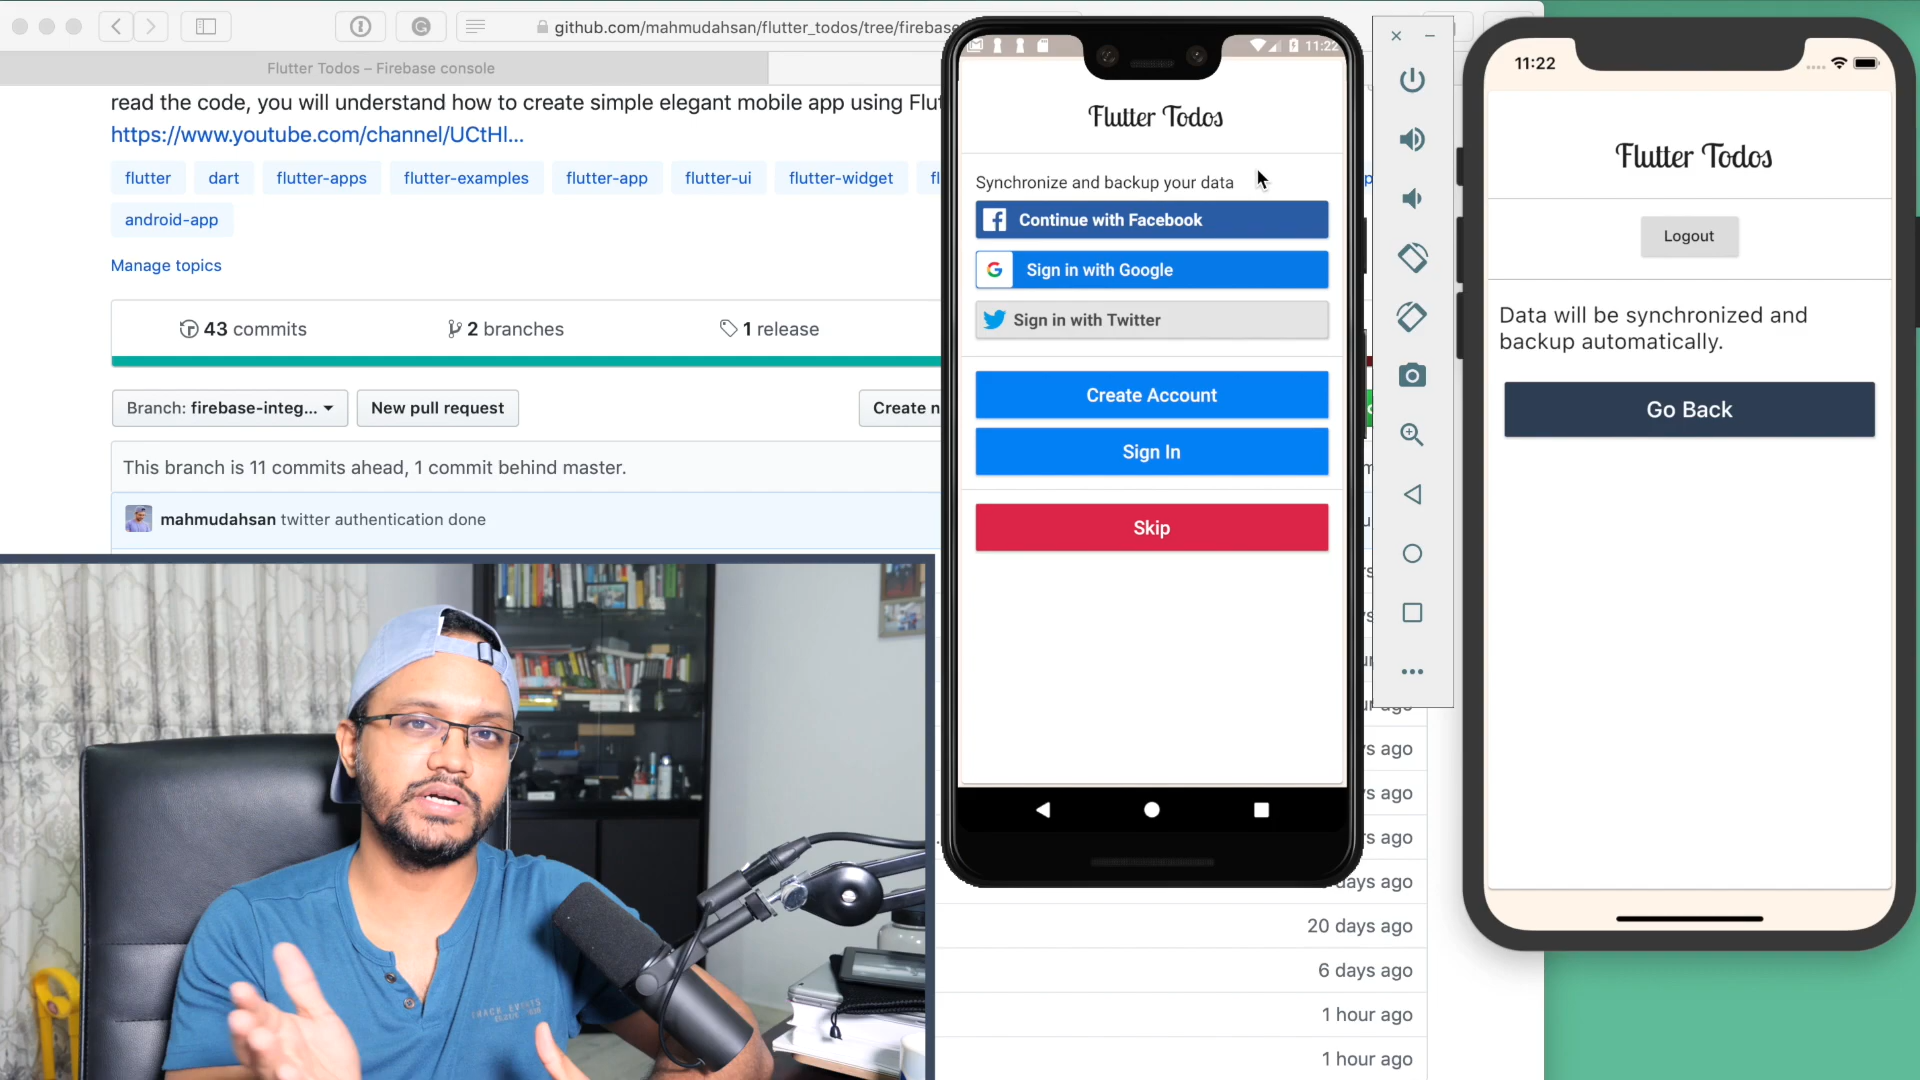 github.com/mahmudahsan/flutter_todos/tree/firebas
Flutter Todos – Firebase console
read the code, you will understand how to create simple elegant mobile app using Flu
https://www.youtube.com/channel/UCtHl...
flutter
dart
flutter-apps
flutter-examples
flutter-app
flutter-ui
flutter-widget
fl
android-app
Manage topics
43 commits
2 branches
1 release
Branch: firebase-integ...
New pull request
Create n
This branch is 11 commits ahead, 1 commit behind master.
mahmudahsan twitter authentication done
11:22
Flutter Todos
Synchronize and backup your data
Continue with Facebook
Sign in with Google
Sign in with Twitter
Create Account
Sign In
Skip
11:22
Flutter Todos
Logout
Data will be synchronized and
backup automatically.
Go Back
ago
ago
ago
days ago
20 days ago
6 days ago
1 hour ago
1 hour ago